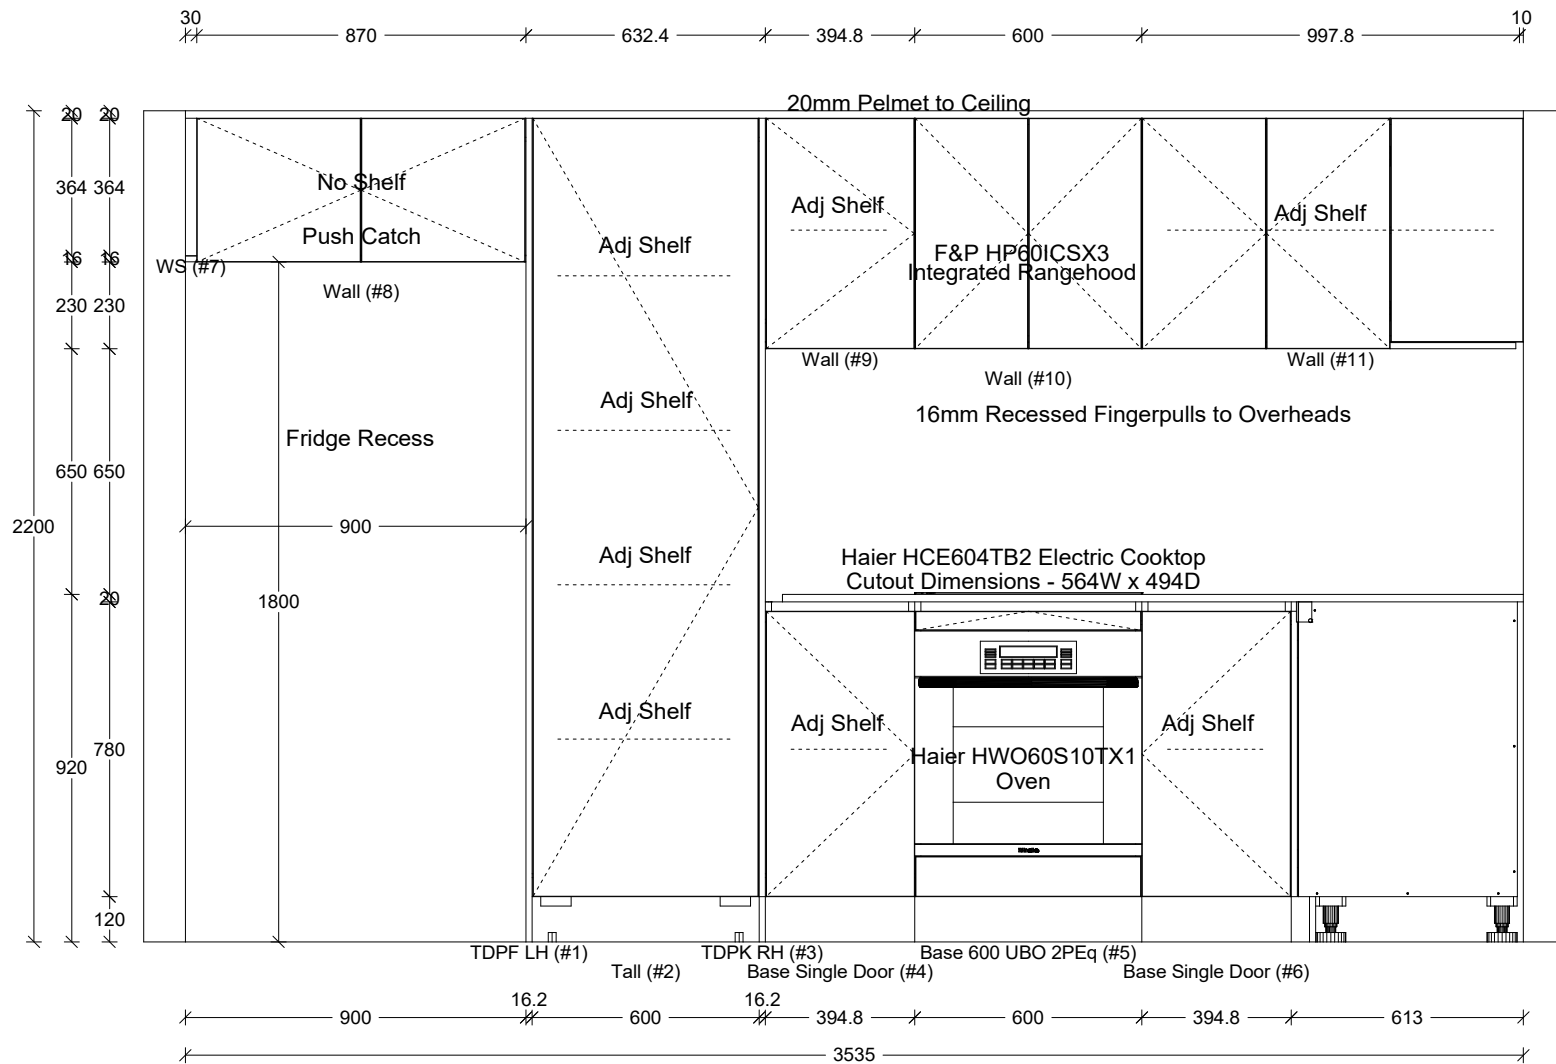 30
10
870
632.4
394.8
600
997.8
20mm Pelmet to Ceiling
20
20
364
364
16
16
230
230
650
650
2200
20
780
920
120
No Shelf
Push Catch
WS (#7)
Wall (#8)
Adj Shelf
Adj Shelf
Adj Shelf
F&P HP60ICSX3
Integrated Rangehood
Wall (#9)
Wall (#10)
Wall (#11)
Adj Shelf
16mm Recessed Fingerpulls to Overheads
Fridge Recess
900
1800
Adj Shelf
Haier HCE604TB2 Electric Cooktop
Cutout Dimensions - 564W x 494D
Adj Shelf
Adj Shelf
Adj Shelf
Haier HWO60S10TX1
Oven
TDPF LH (#1)
TDPK RH (#3)
Base 600 UBO 2PEq (#5)
Tall (#2)
Base Single Door (#4)
Base Single Door (#6)
16.2
16.2
900
600
394.8
600
394.8
613
3535